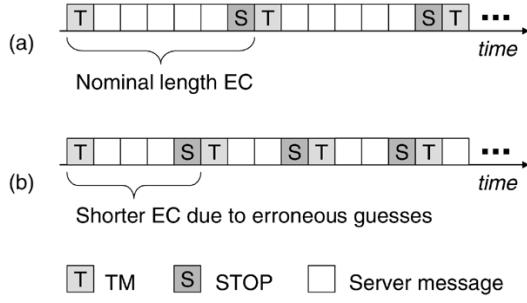 T S T S T ...
(a)
time
Nominal length EC
T S T S T S T ...
(b)
time
Shorter EC due to erroneous guesses
T TM S STOP Server message